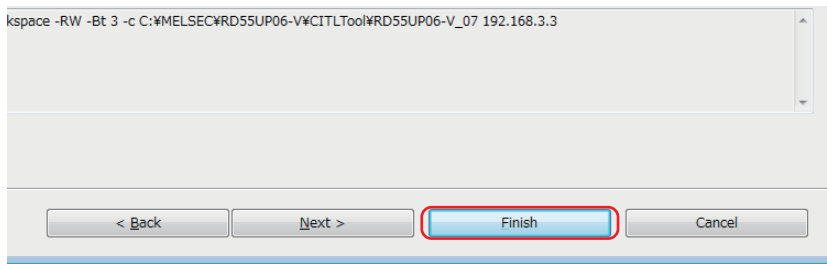 kspace -RW -Bt 3 -c C:¥MELSEC¥RD55UP06-V¥CITLTool¥RD55UP06-V_07 192.168.3.3
< Back Next > Finish Cancel